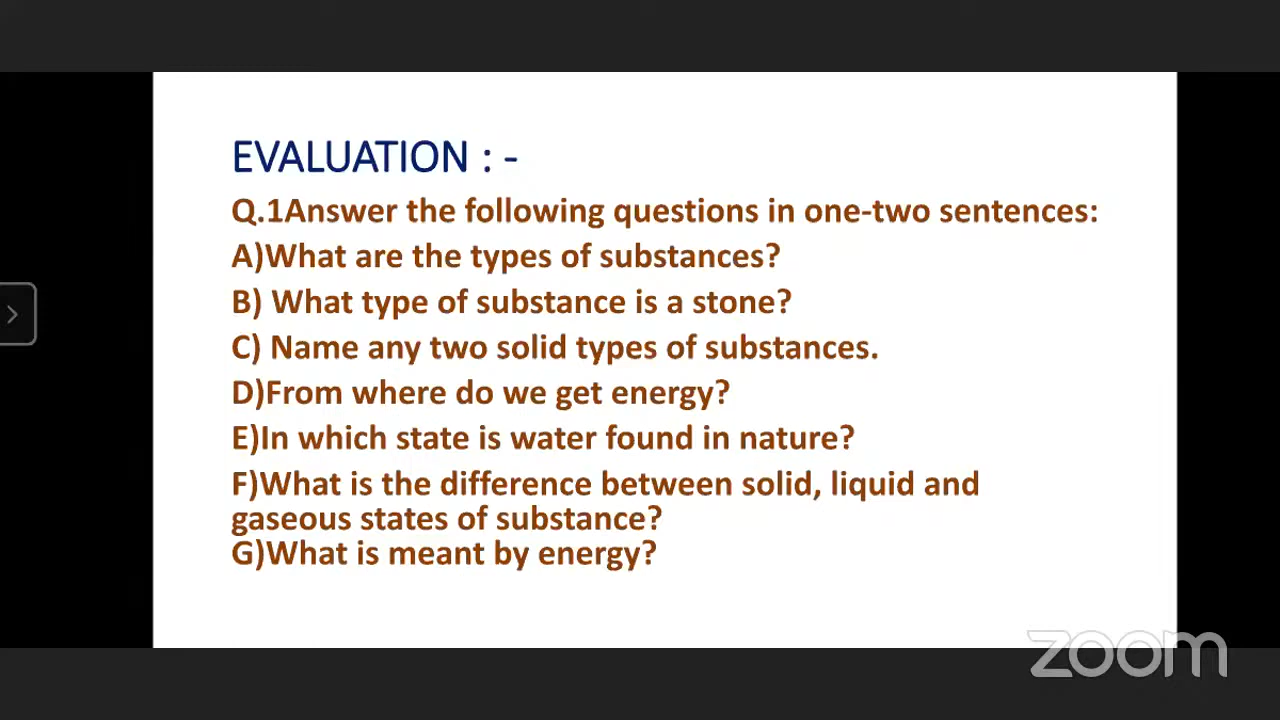 EVALUATION : -
Q.1Answer the following questions in one-two sentences:
A)What are the types of substances?
B) What type of substance is a stone?
C) Name any two solid types of substances.
D)From where do we get energy?
E)In which state is water found in nature?
F)What is the difference between solid, liquid and
gaseous states of substance?
G)What is meant by energy?
zoom